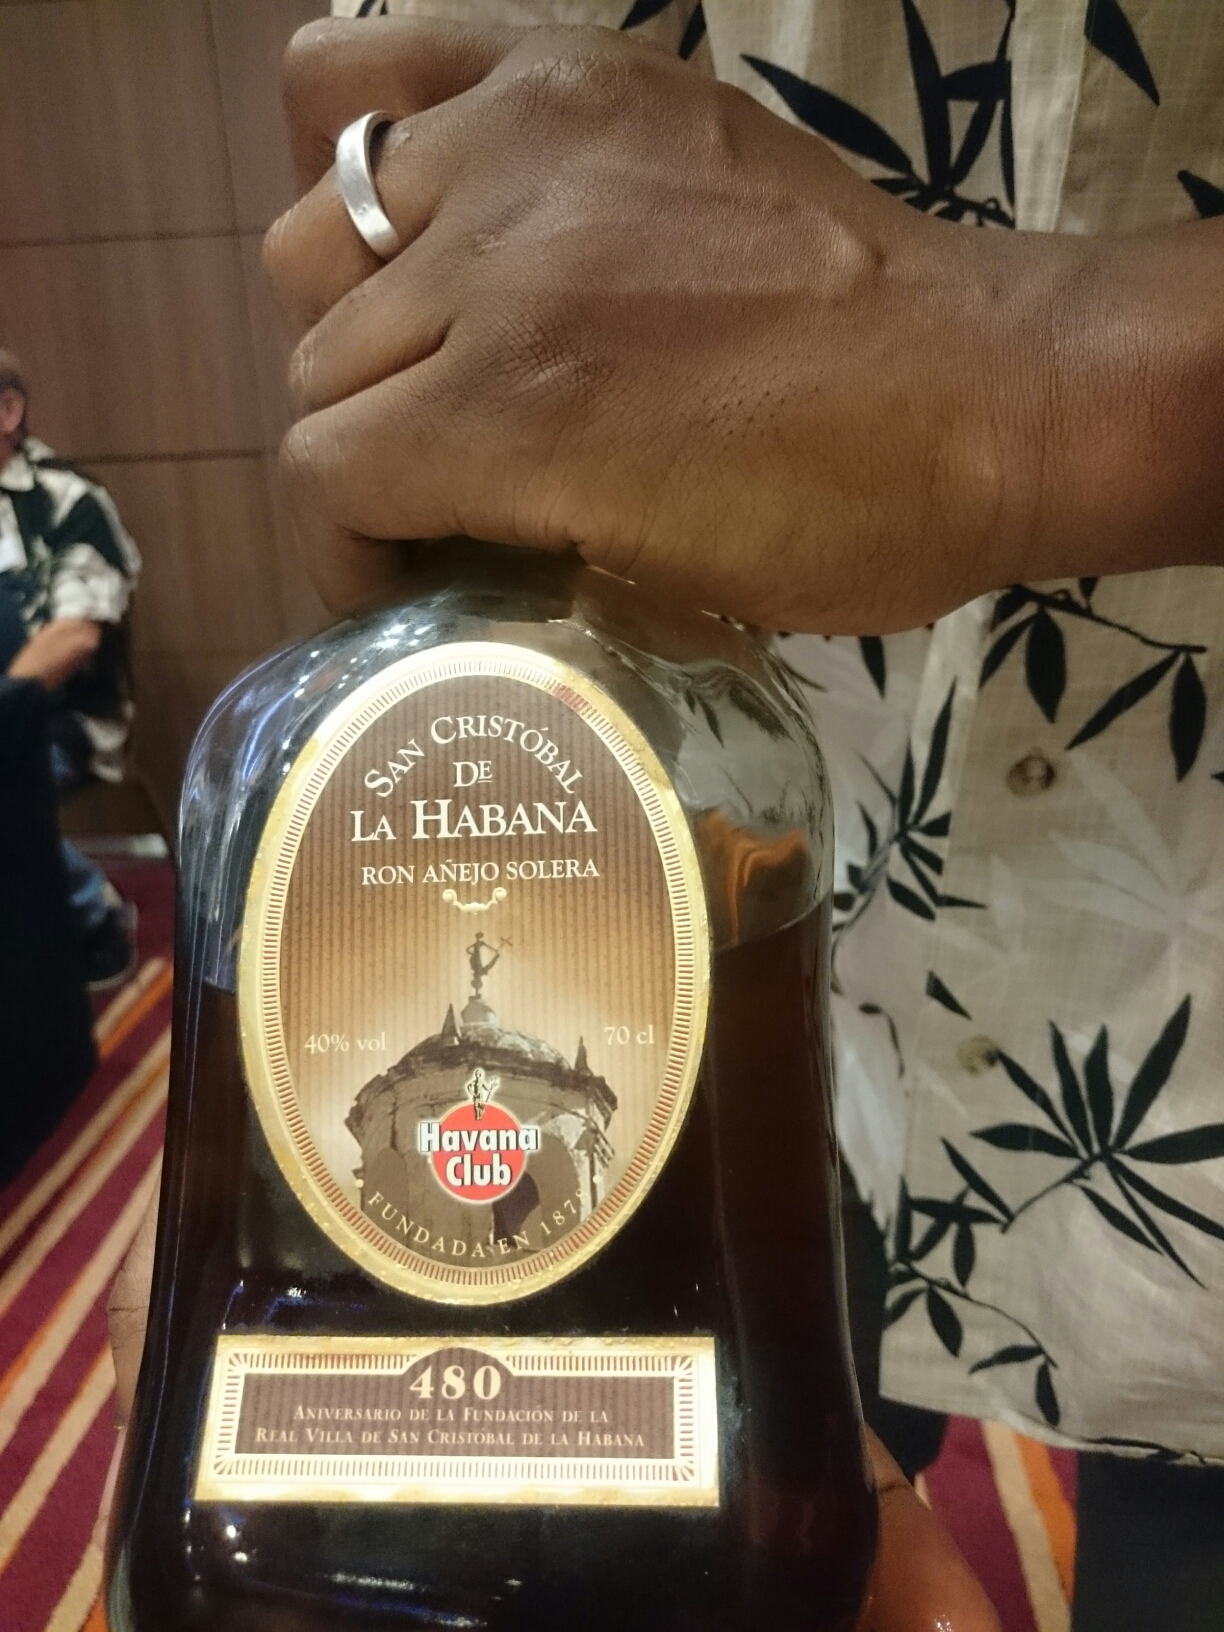 SAN CRISTÓBAL
DE
LA HABANA
RON AÑEJO SOLERA
40% vol
70 cl
Havana
Club
FUNDADA EN 1878
480
ANIVERSARIO DE LA FUNDACIÓN DE LA
REAL VILLA DE SAN CRISTOBAL DE LA HABANA